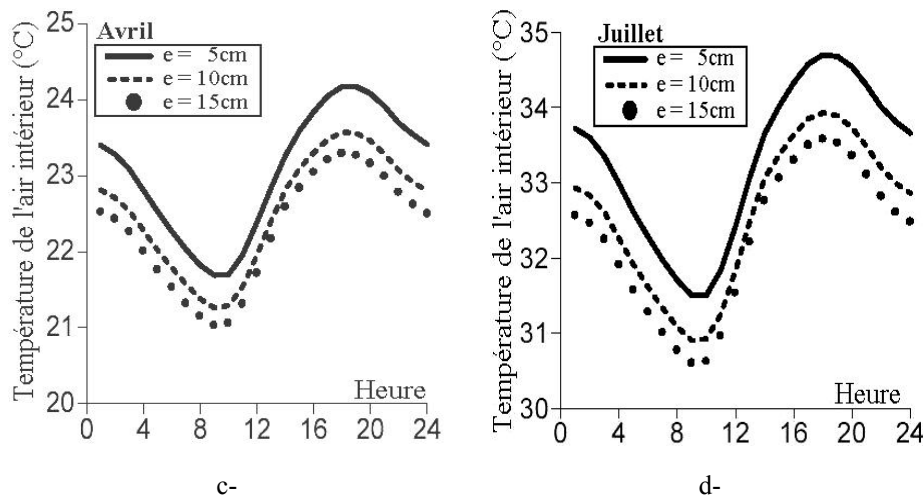 Température de l'air intérieur (°C)
25
24
23
22
21
20
Avril
e = 5cm
e = 10cm
e = 15cm
Heure
0 4 8 12 16 20 24
c-
Température de l'air intérieur (°C)
35
34
33
32
31
30
Juillet
e = 5cm
e = 10cm
e = 15cm
Heure
0 4 8 12 16 20 24
d-